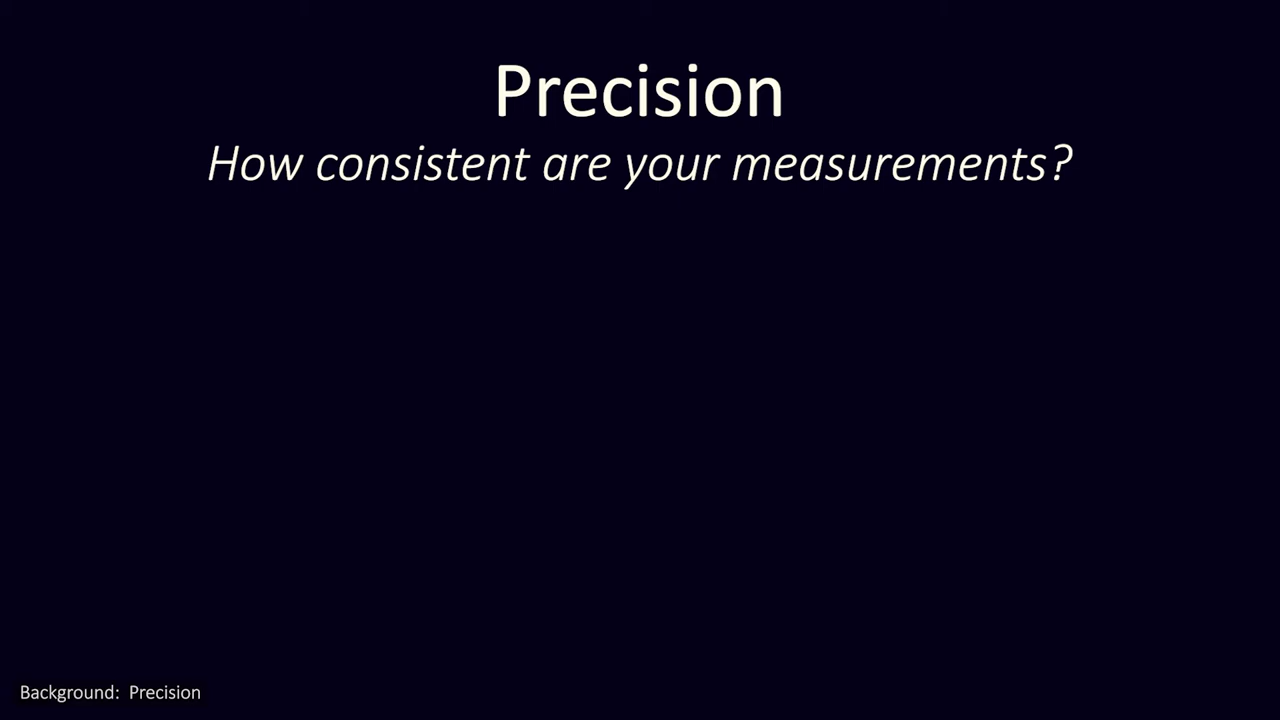 Precision
How consistent are your measurements?
Background: Precision